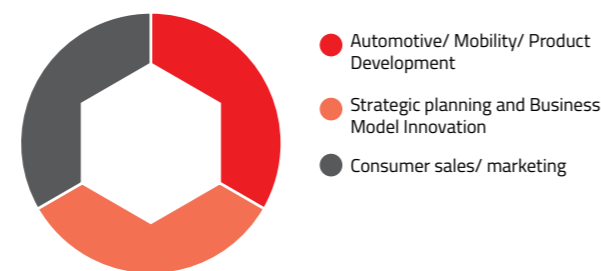 Automotive/ Mobility/ Product
Development
Strategic planning and Business
Model Innovation
Consumer sales/ marketing